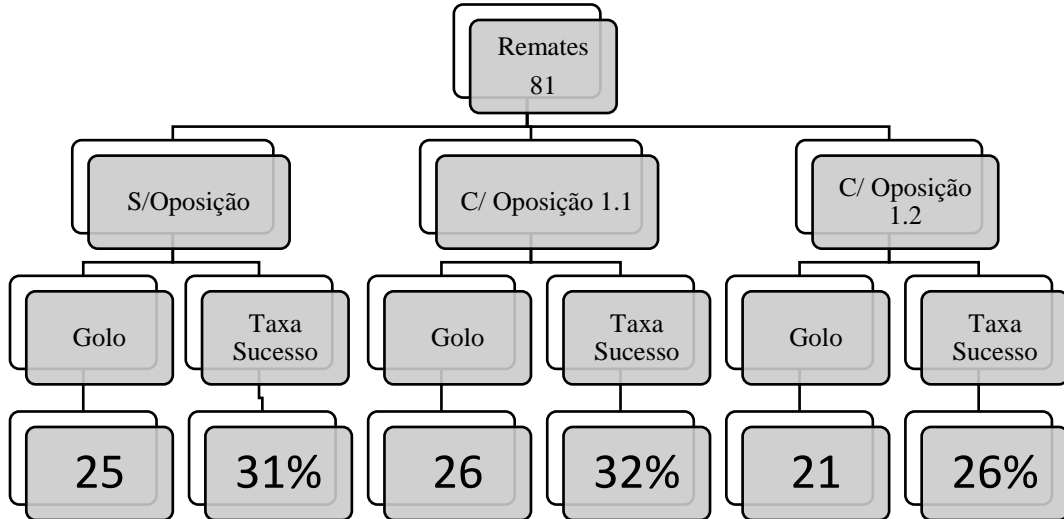 Remates
81
S/Oposição
C/ Oposição 1.1
C/ Oposição
1.2
Golo
Taxa
Sucesso
Golo
Taxa
Sucesso
Golo
Taxa
Sucesso
25
31%
26
32%
21
26%